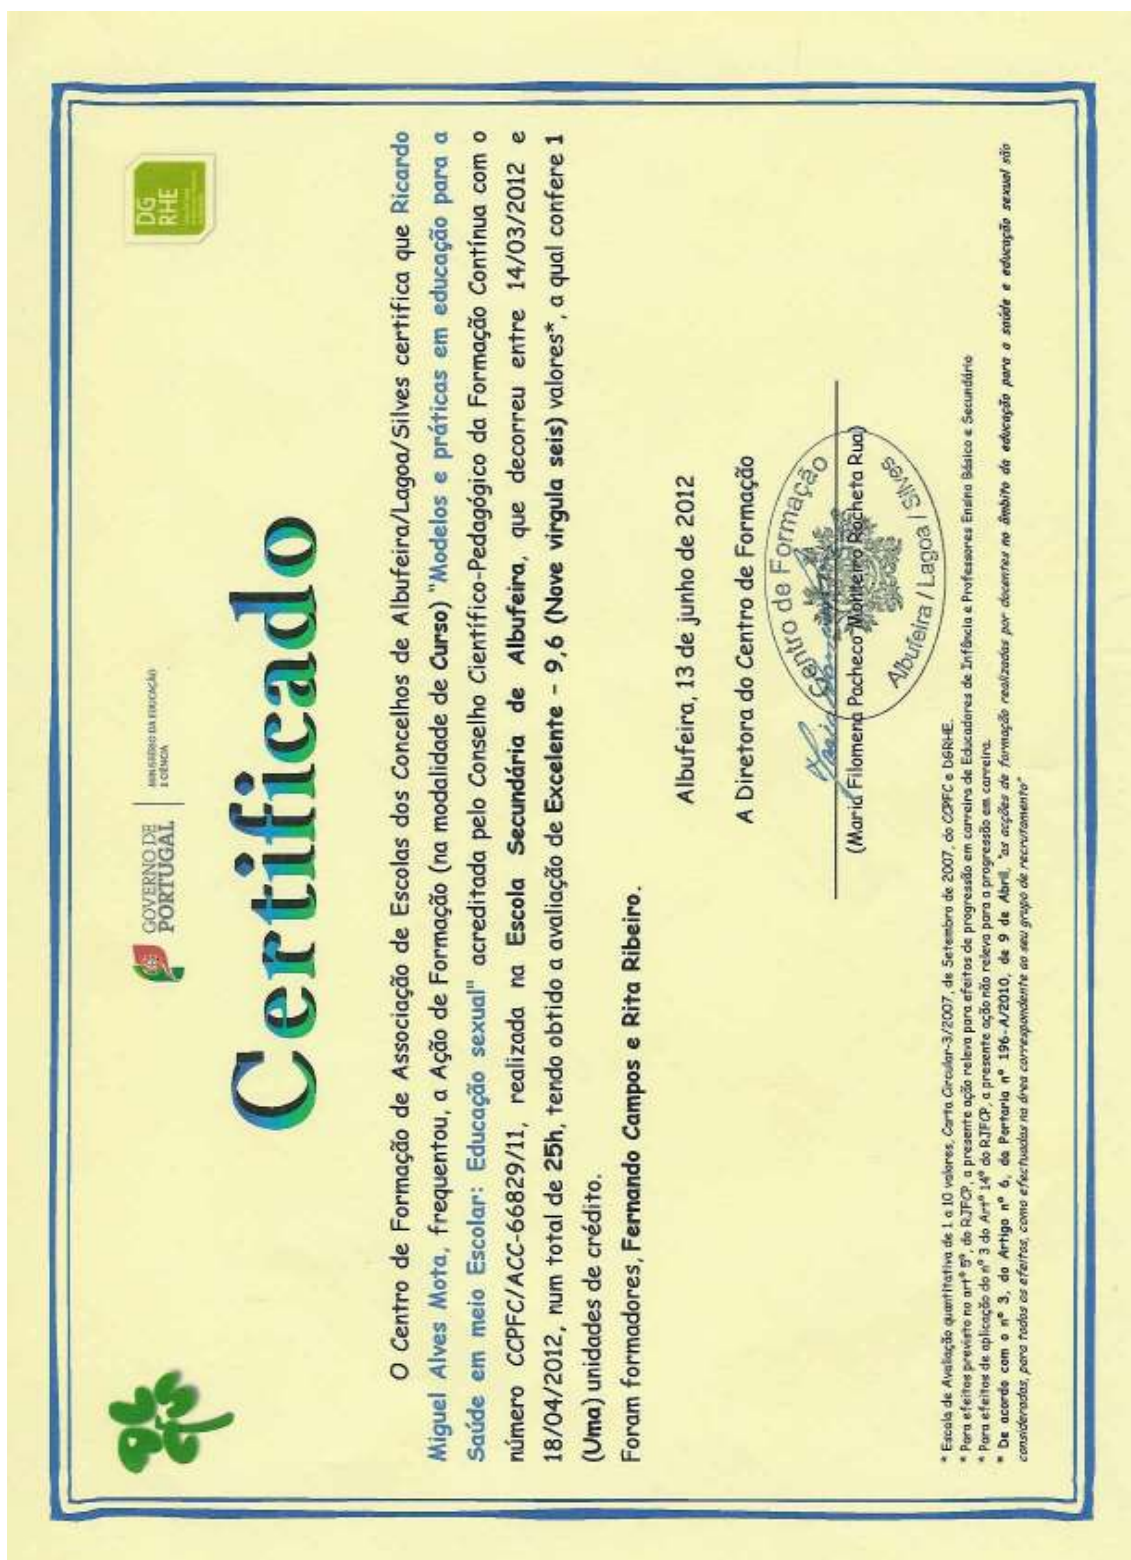 GOVERNO DE
PORTUGAL
MINISTÉRIO DA EDUCAÇÃO
E CIÊNCIA
DG
RHE
Certificado
O Centro de Formação de Associação de Escolas dos Concelhos de Albufeira/Lagoa/Silves certifica que Ricardo
Miguel Alves Mota, frequentou, a Ação de Formação (na modalidade de Curso) "Modelos e práticas em educação para a
Saúde em meio Escolar: Educação sexual" acreditada pelo Conselho Científico-Pedagógico da Formação Contínua com o
número CCPFC/ACC-66829/11, realizada na Escola Secundária de Albufeira, que decorreu entre 14/03/2012 e
18/04/2012, num total de 25h, tendo obtido a avaliação de Excelente - 9,6 (Nove vírgula seis) valores*, a qual confere 1
(Uma) unidades de crédito.
Foram formadores, Fernando Campos e Rita Ribeiro.
Albufeira, 13 de junho de 2012
A Diretora do Centro de Formação
Centro de Formação
Albufeira / Lagoa / Silves
(Maria Filomena Pacheco Monteiro Pacheta Rua)
* Escala de Avaliação quantitativa de 1 a 10 valores, Carta Circular-3/2007, de Setembro de 2007, do CCPFC e DGRHE.
* Para efeitos previsto no artº 5º, do RJFCP, a presente ação releva para efeitos de progressão em carreira de Educadores de Infância e Professores Ensino Básico e Secundário
* Para efeitos de aplicação do nº 3 do Artº 14º do RJFCP, a presente ação não releva para a progressão em carreira.
* De acordo com o nº 3, do Artigo nº 6, da Portaria nº 196-A/2010, de 9 de Abril, "as acções de formação realizadas por docentes no âmbito da educação para a saúde e educação sexual são
consideradas, para todos os efeitos, como efectuadas na área correspondente ao seu grupo de recrutamento"